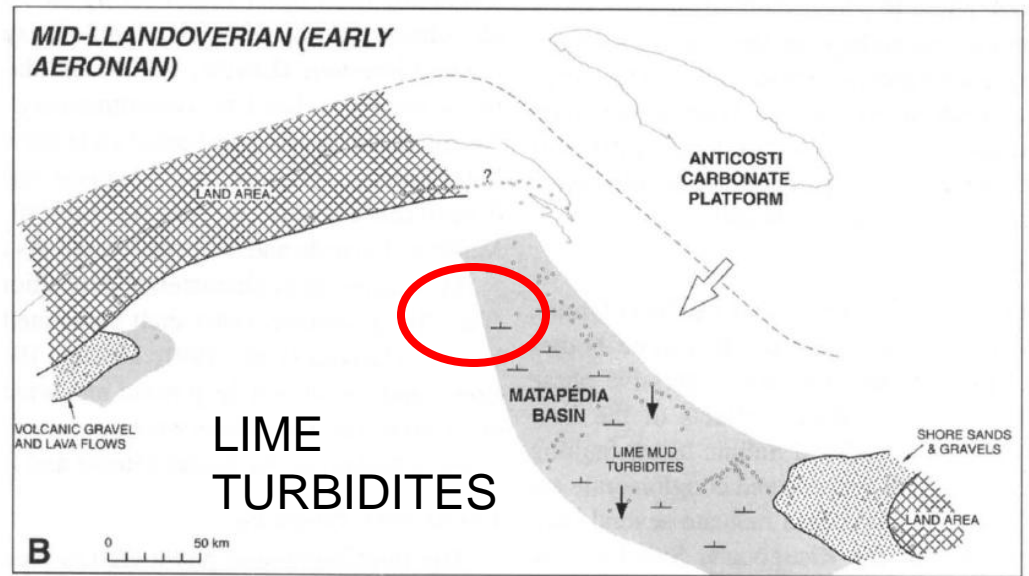 MID-LLANDOVERIAN (EARLY
AERONIAN)
ANTICOSTI
CARBONATE
PLATFORM
?
LAND AREA
MATAPÉDIA
BASIN
VOLCANIC GRAVEL
AND LAVA FLOWS
LIME
TURBIDITES
LIME MUD
TURBIDITES
SHORE SANDS
& GRAVELS
LAND AREA
B
0 50 km